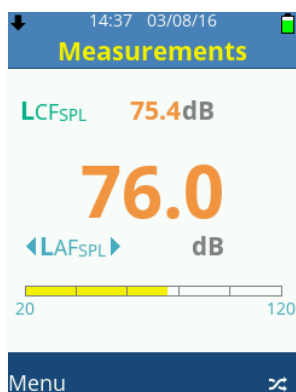 14:37 03/08/16
Measurements
LCFSPL 75.4dB
76.0
LAFSPL dB
20 120
Menu